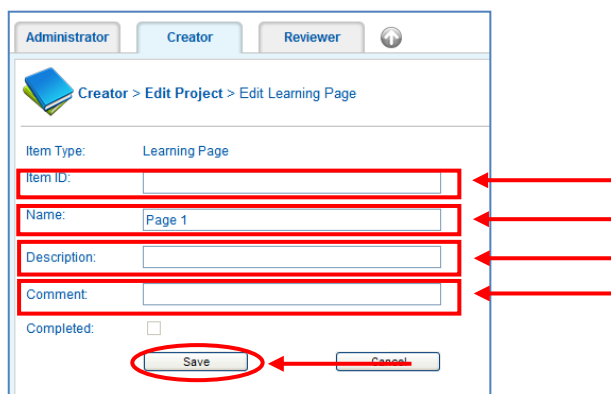 Administrator Creator Reviewer
Creator > Edit Project > Edit Learning Page
Item Type: Learning Page
Item ID:
Name: Page 1
Description:
Comment:
Completed:
Save Cancel